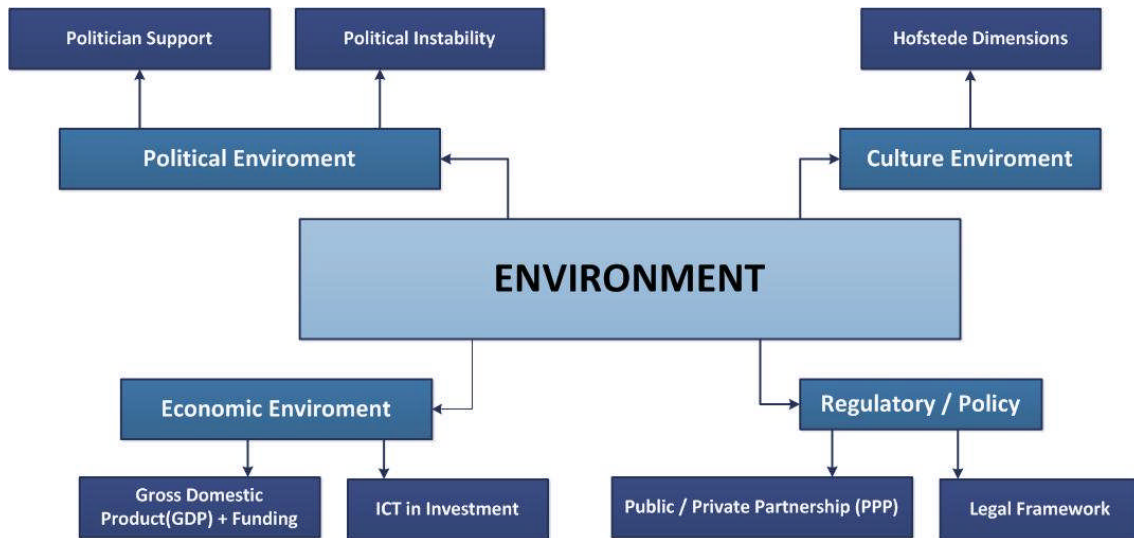 Politician Support
Political Instability
Hofstede Dimensions
Political Enviroment
Culture Enviroment
ENVIRONMENT
Economic Enviroment
Regulatory / Policy
Gross Domestic
Product(GDP) + Funding
ICT in Investment
Public / Private Partnership (PPP)
Legal Framework